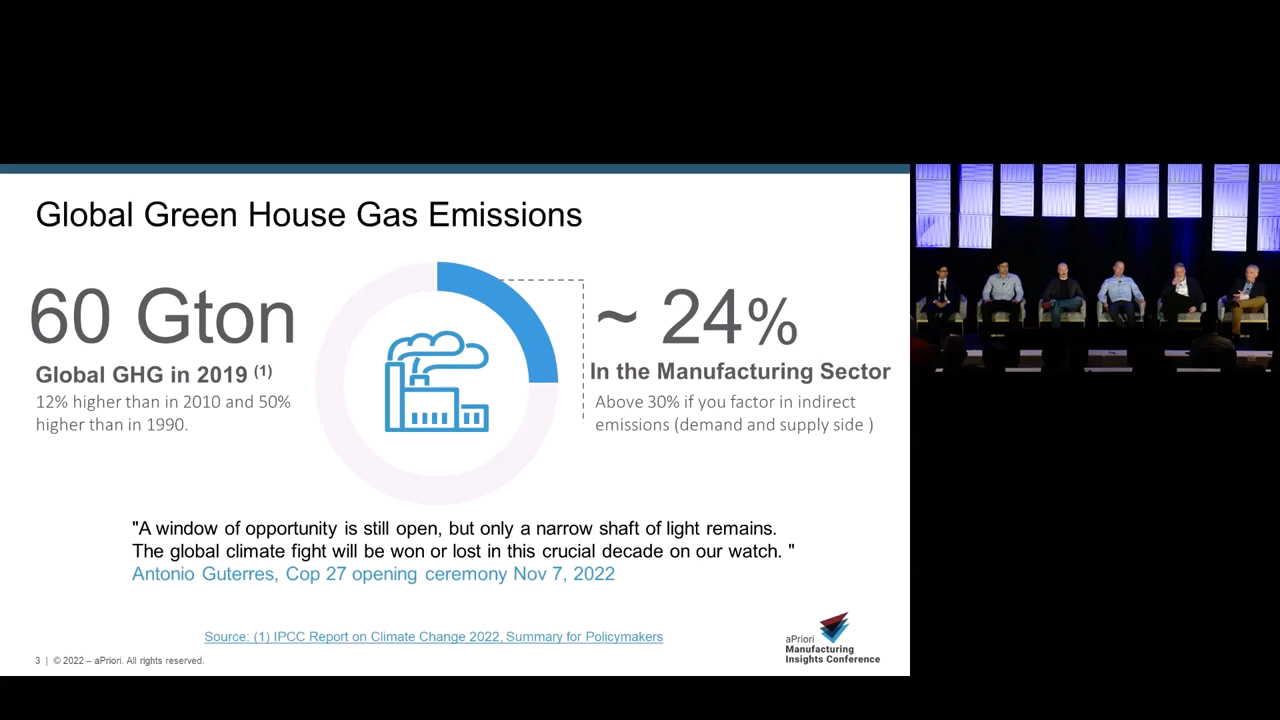 Global Green House Gas Emissions
60 Gton
Global GHG in 2019 (1)
12% higher than in 2010 and 50%
higher than in 1990.
~ 24%
In the Manufacturing Sector
Above 30% if you factor in indirect
emissions (demand and supply side )
"A window of opportunity is still open, but only a narrow shaft of light remains.
The global climate fight will be won or lost in this crucial decade on our watch. "
Antonio Guterres, Cop 27 opening ceremony Nov 7, 2022
Source: (1) IPCC Report on Climate Change 2022, Summary for Policymakers
3 | © 2022 – aPriori. All rights reserved.
aPriori
Manufacturing
Insights Conference